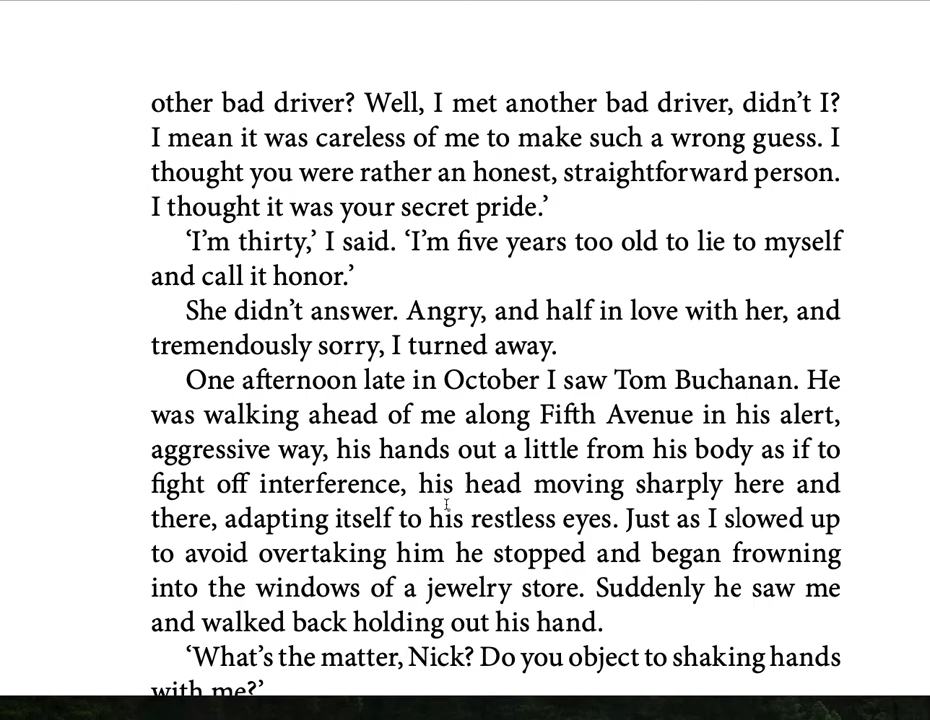 other bad driver? Well, I met another bad driver, didn’t I?
I mean it was careless of me to make such a wrong guess. I
thought you were rather an honest, straightforward person.
I thought it was your secret pride.’
‘I’m thirty,’ I said. ‘I’m five years too old to lie to myself
and call it honor.’
She didn’t answer. Angry, and half in love with her, and
tremendously sorry, I turned away.
One afternoon late in October I saw Tom Buchanan. He
was walking ahead of me along Fifth Avenue in his alert,
aggressive way, his hands out a little from his body as if to
fight off interference, his head moving sharply here and
there, adapting itself to his restless eyes. Just as I slowed up
to avoid overtaking him he stopped and began frowning
into the windows of a jewelry store. Suddenly he saw me
and walked back holding out his hand.
‘What’s the matter, Nick? Do you object to shaking hands
with me?’